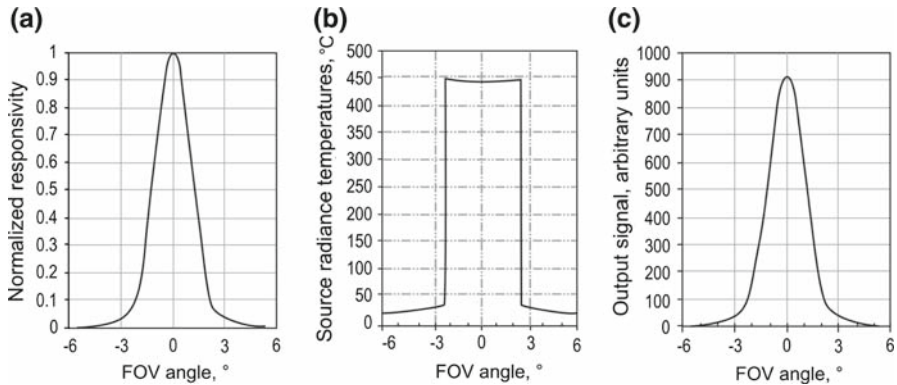 (a)
Normalized responsivity
1
0.9
0.8
0.7
0.6
0.5
0.4
0.3
0.2
0.1
0
-6 -3 0 3 6
FOV angle, °
(b)
Source radiance temperatures, °C
500
450
400
350
300
250
200
150
100
50
0
-6 -3 0 3 6
FOV angle, °
(c)
Output signal, arbitrary units
1000
900
800
700
600
500
400
300
200
100
0
-6 -3 0 3 6
FOV angle, °